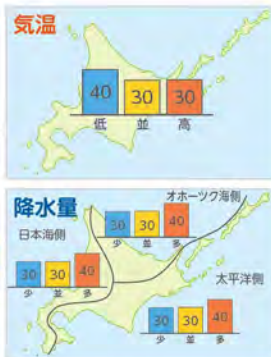 気温
40 30 30
低 並 高
降水量
オホーツク海側
30 30 40
少 並 多
日本海側
30 30 40
少 並 多
太平洋側
30 30 40
少 並 多